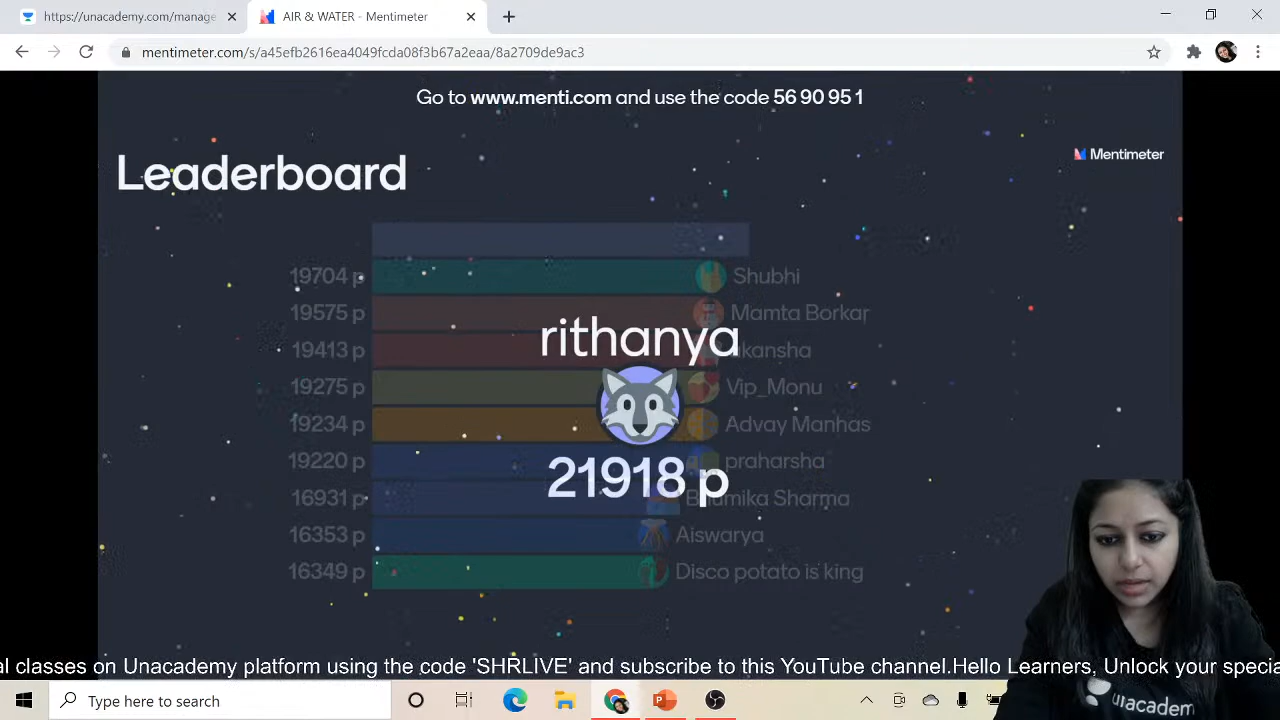 https://unacademy.com/manage
AIR & WATER - Mentimeter
mentimeter.com/s/a45efb2616ea4049fcda08f3b67a2eaa/8a2709de9ac3
Go to www.menti.com and use the code 56 90 95 1
Mentimeter
Leaderboard
19704 p Shubhi
19575 p Mamta Borkar
rithanya
19413 p
19275 p Vip_Monu
19234 p Advay Manhas
19220 p praharsha
21918 p
16931 p Bhumika Sharma
16353 p Aiswarya
16349 p Disco potato is king
al classes on Unacademy platform using the code 'SHRLIVE' and subscribe to this YouTube channel.Hello Learners, Unlock your specia
Type here to search
unacadem